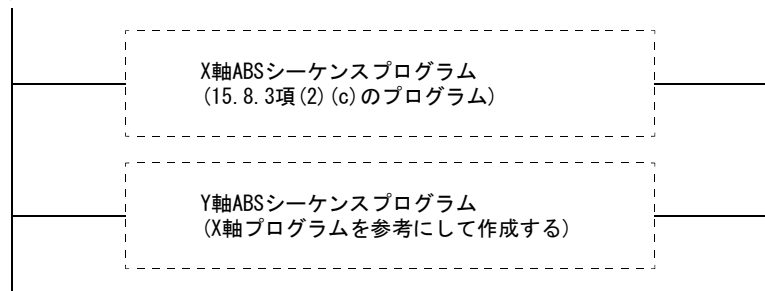 X軸ABSシーケンスプログラム
(15.8.3項(2)(c)のプログラム)
Y軸ABSシーケンスプログラム
(X軸プログラムを参考にして作成する)